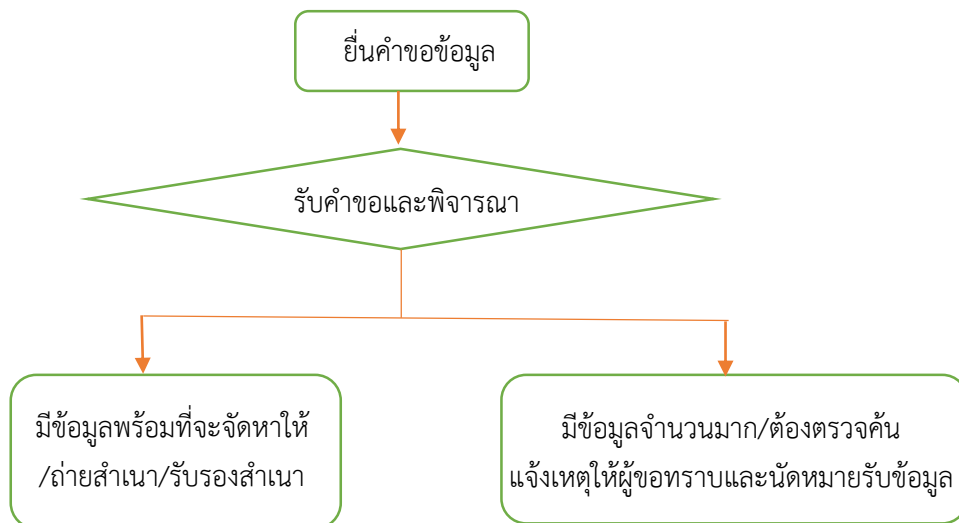 ยื่นคำขอข้อมูล
รับคำขอและพิจารณา
มีข้อมูลพร้อมที่จะจัดหาให้
/ถ่ายสำเนา/รับรองสำเนา
มีข้อมูลจำนวนมาก/ต้องตรวจค้น
แจ้งเหตุให้ผู้ขอทราบและนัดหมายรับข้อมูล